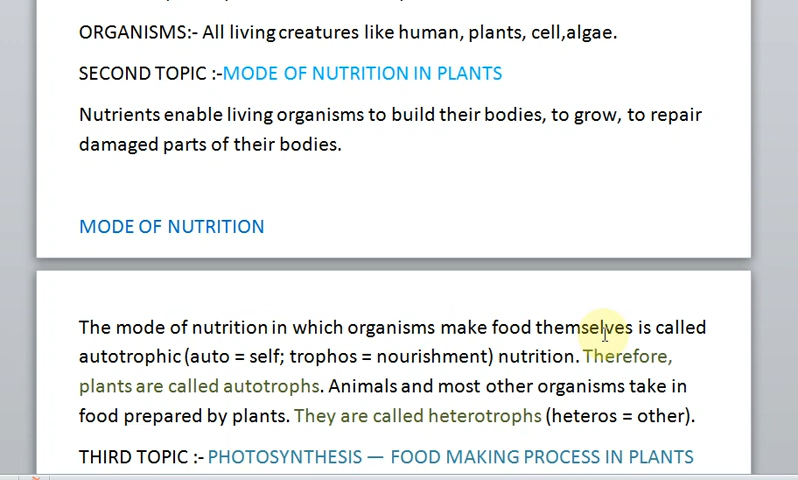 ORGANISMS:- All living creatures like human, plants, cell,algae.
SECOND TOPIC :-MODE OF NUTRITION IN PLANTS
Nutrients enable living organisms to build their bodies, to grow, to repair
damaged parts of their bodies.
MODE OF NUTRITION
The mode of nutrition in which organisms make food themselves is called
autotrophic (auto = self; trophos = nourishment) nutrition. Therefore,
plants are called autotrophs. Animals and most other organisms take in
food prepared by plants. They are called heterotrophs (heteros = other).
THIRD TOPIC :- PHOTOSYNTHESIS — FOOD MAKING PROCESS IN PLANTS